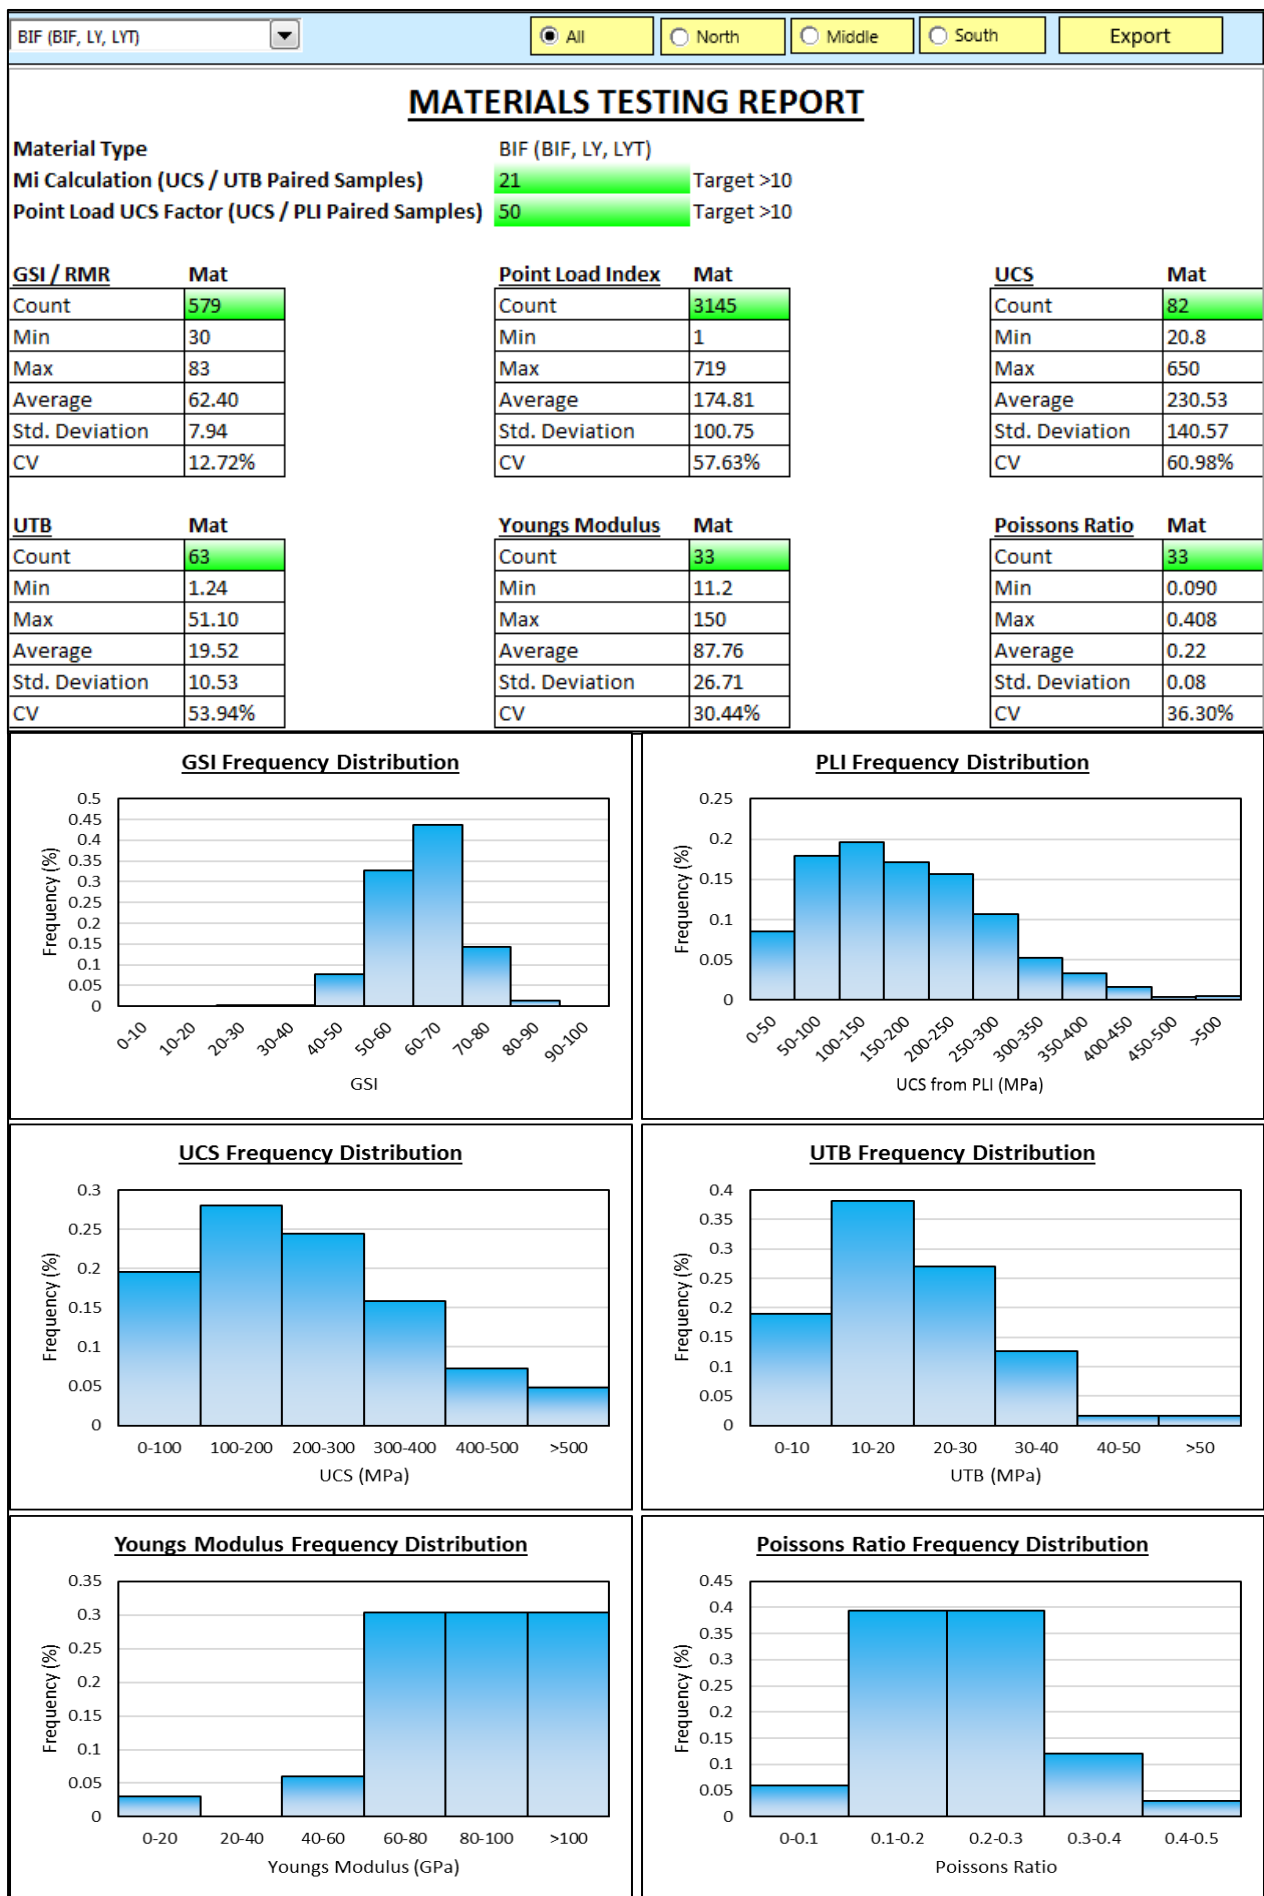 BIF (BIF, LY, LYT) All North Middle South Export
MATERIALS TESTING REPORT
Material Type BIF (BIF, LY, LYT)
Mi Calculation (UCS / UTB Paired Samples) 21 Target >10
Point Load UCS Factor (UCS / PLI Paired Samples) 50 Target >10
GSI / RMR Mat Point Load Index Mat UCS Mat
Count 579 Count 3145 Count 82
Min 30 Min 1 Min 20.8
Max 83 Max 719 Max 650
Average 62.40 Average 174.81 Average 230.53
Std. Deviation 7.94 Std. Deviation 100.75 Std. Deviation 140.57
CV 12.72% CV 57.63% CV 60.98%
UTB Mat Youngs Modulus Mat Poissons Ratio Mat
Count 63 Count 33 Count 33
Min 1.24 Min 11.2 Min 0.090
Max 51.10 Max 150 Max 0.408
Average 19.52 Average 87.76 Average 0.22
Std. Deviation 10.53 Std. Deviation 26.71 Std. Deviation 0.08
CV 53.94% CV 30.44% CV 36.30%
GSI Frequency Distribution
Frequency (%)
0.5
0.45
0.4
0.35
0.3
0.25
0.2
0.15
0.1
0.05
0
0-10 10-20 20-30 30-40 40-50 50-60 60-70 70-80 80-90 90-100
GSI
PLI Frequency Distribution
Frequency (%)
0.25
0.2
0.15
0.1
0.05
0
0-50 50-100 100-150 150-200 200-250 250-300 300-350 350-400 400-450 450-500 >500
UCS from PLI (MPa)
UCS Frequency Distribution
Frequency (%)
0.3
0.25
0.2
0.15
0.1
0.05
0
0-100 100-200 200-300 300-400 400-500 >500
UCS (MPa)
UTB Frequency Distribution
Frequency (%)
0.4
0.35
0.3
0.25
0.2
0.15
0.1
0.05
0
0-10 10-20 20-30 30-40 40-50 >50
UTB (MPa)
Youngs Modulus Frequency Distribution
Frequency (%)
0.35
0.3
0.25
0.2
0.15
0.1
0.05
0
0-20 20-40 40-60 60-80 80-100 >100
Youngs Modulus (GPa)
Poissons Ratio Frequency Distribution
Frequency (%)
0.45
0.4
0.35
0.3
0.25
0.2
0.15
0.1
0.05
0
0-0.1 0.1-0.2 0.2-0.3 0.3-0.4 0.4-0.5
Poissons Ratio